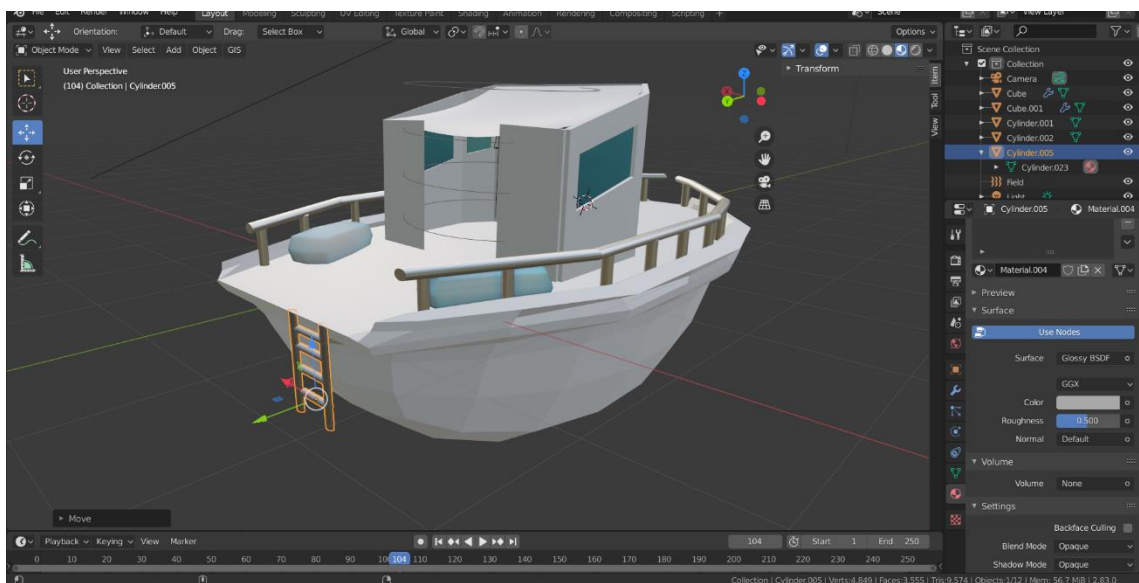 File Edit Render Window Help Layout Modeling Sculpting UV Editing Texture Paint Shading Animation Rendering Compositing Scripting + Scene View Layer
Orientation: Default Drag: Select Box Global Options
Object Mode View Select Add Object GIS
User Perspective
(104) Collection | Cylinder.005
Transform
Item
Tool
View
Scene Collection
Collection
Camera
Cube
Cube.001
Cylinder.001
Cylinder.002
Cylinder.005
Cylinder.023
Field
Light
Cylinder.005 Material.004
Material.004
Preview
Surface
Use Nodes
Surface Glossy BSDF
GGX
Color
Roughness 0.500
Normal Default
Volume
Volume None
Settings
Backface Culling
Blend Mode Opaque
Shadow Mode Opaque
Move
Playback Keying View Marker 104 Start 1 End 250
0 10 20 30 40 50 60 70 80 90 104 110 120 130 140 150 160 170 180 190 200 210 220 230 240 250
Collection | Cylinder.005 | Verts:4,849 | Faces:3,555 | Tris:9,574 | Objects:1/12 | Mem: 56.7 MiB | 2.83.0